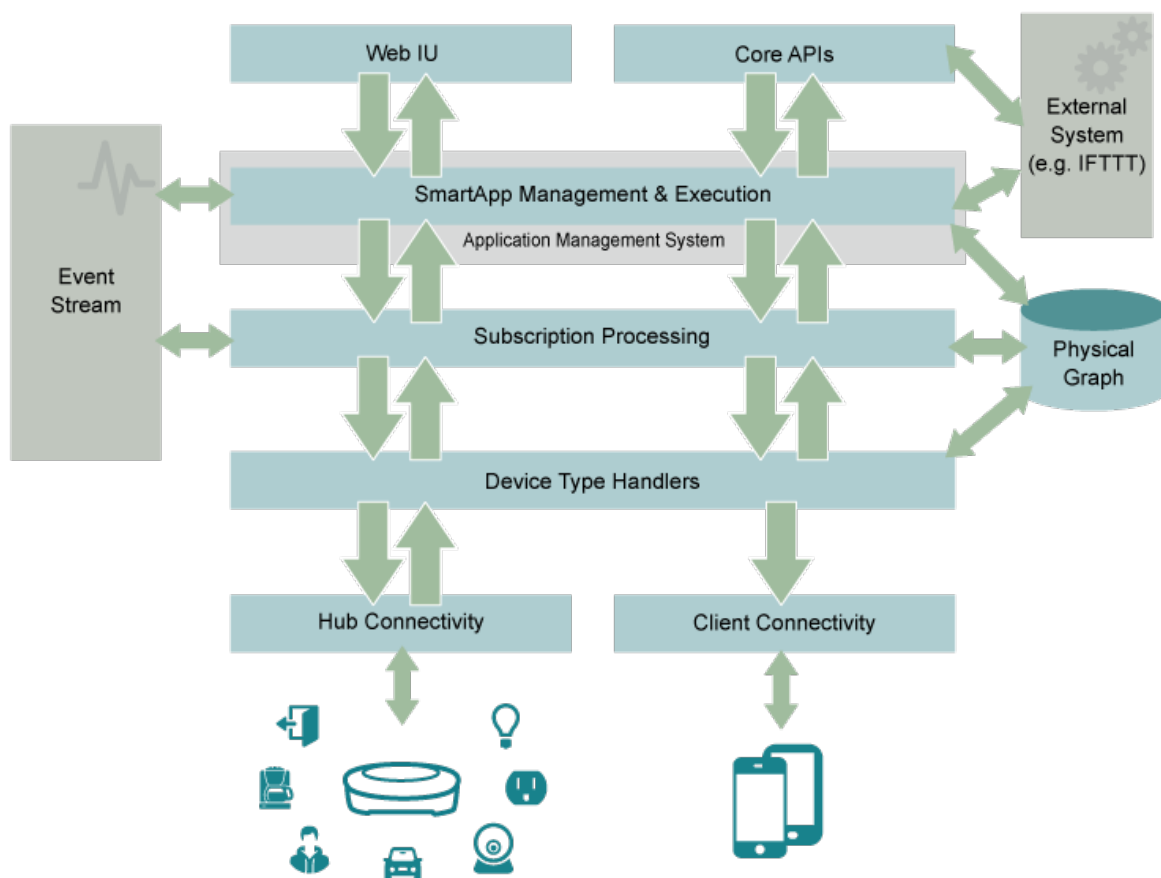 Web IU
Core APIs
External
System
(e.g. IFTTT)
SmartApp Management & Execution
Application Management System
Event
Stream
Subscription Processing
Physical
Graph
Device Type Handlers
Hub Connectivity
Client Connectivity